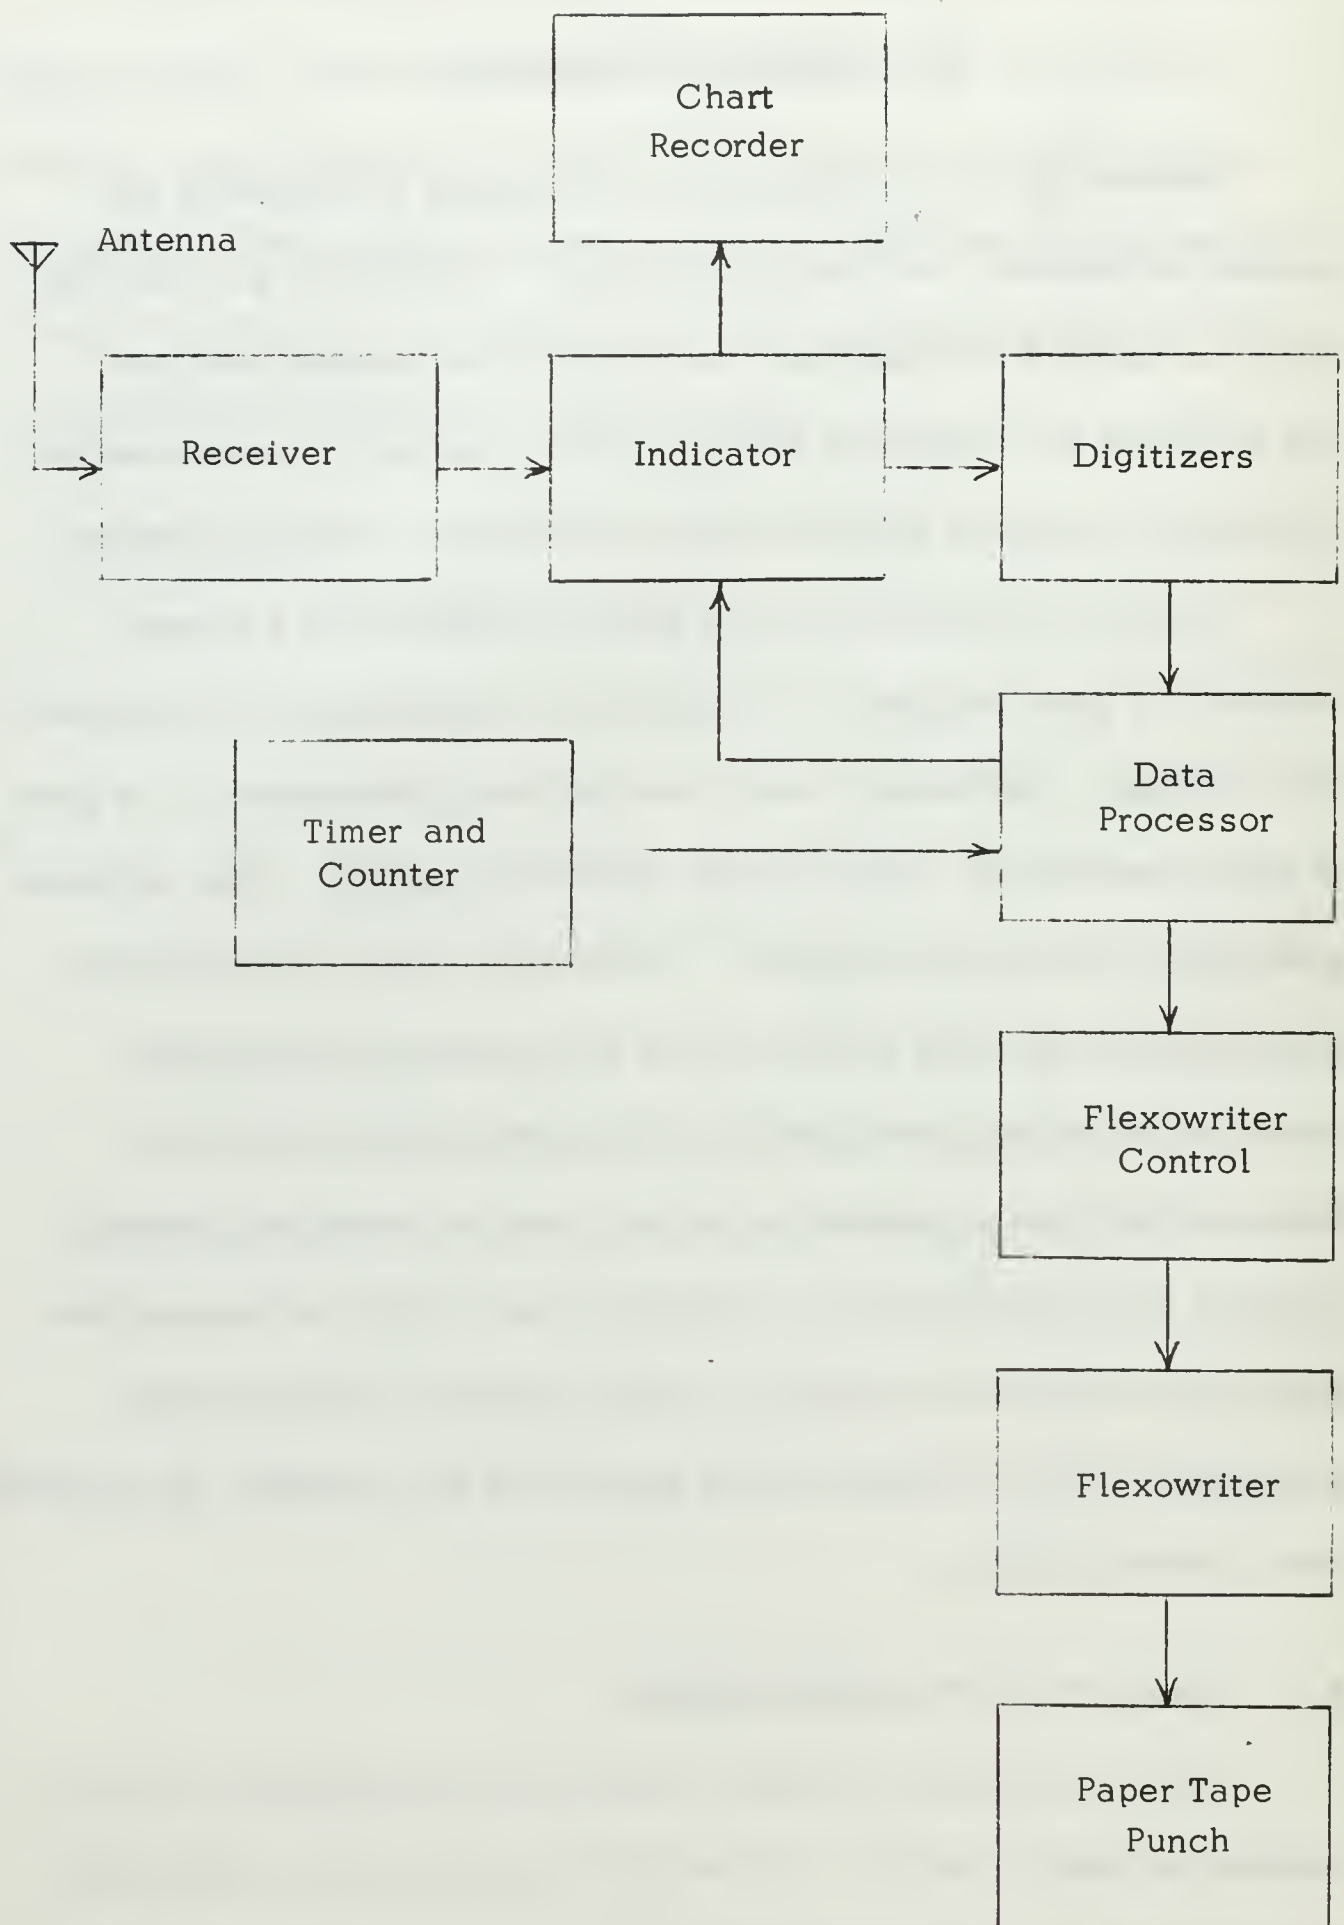 Chart
Recorder
Antenna
Receiver
Indicator
Digitizers
Data
Processor
Timer and
Counter
Flexowriter
Control
Flexowriter
Paper Tape
Punch